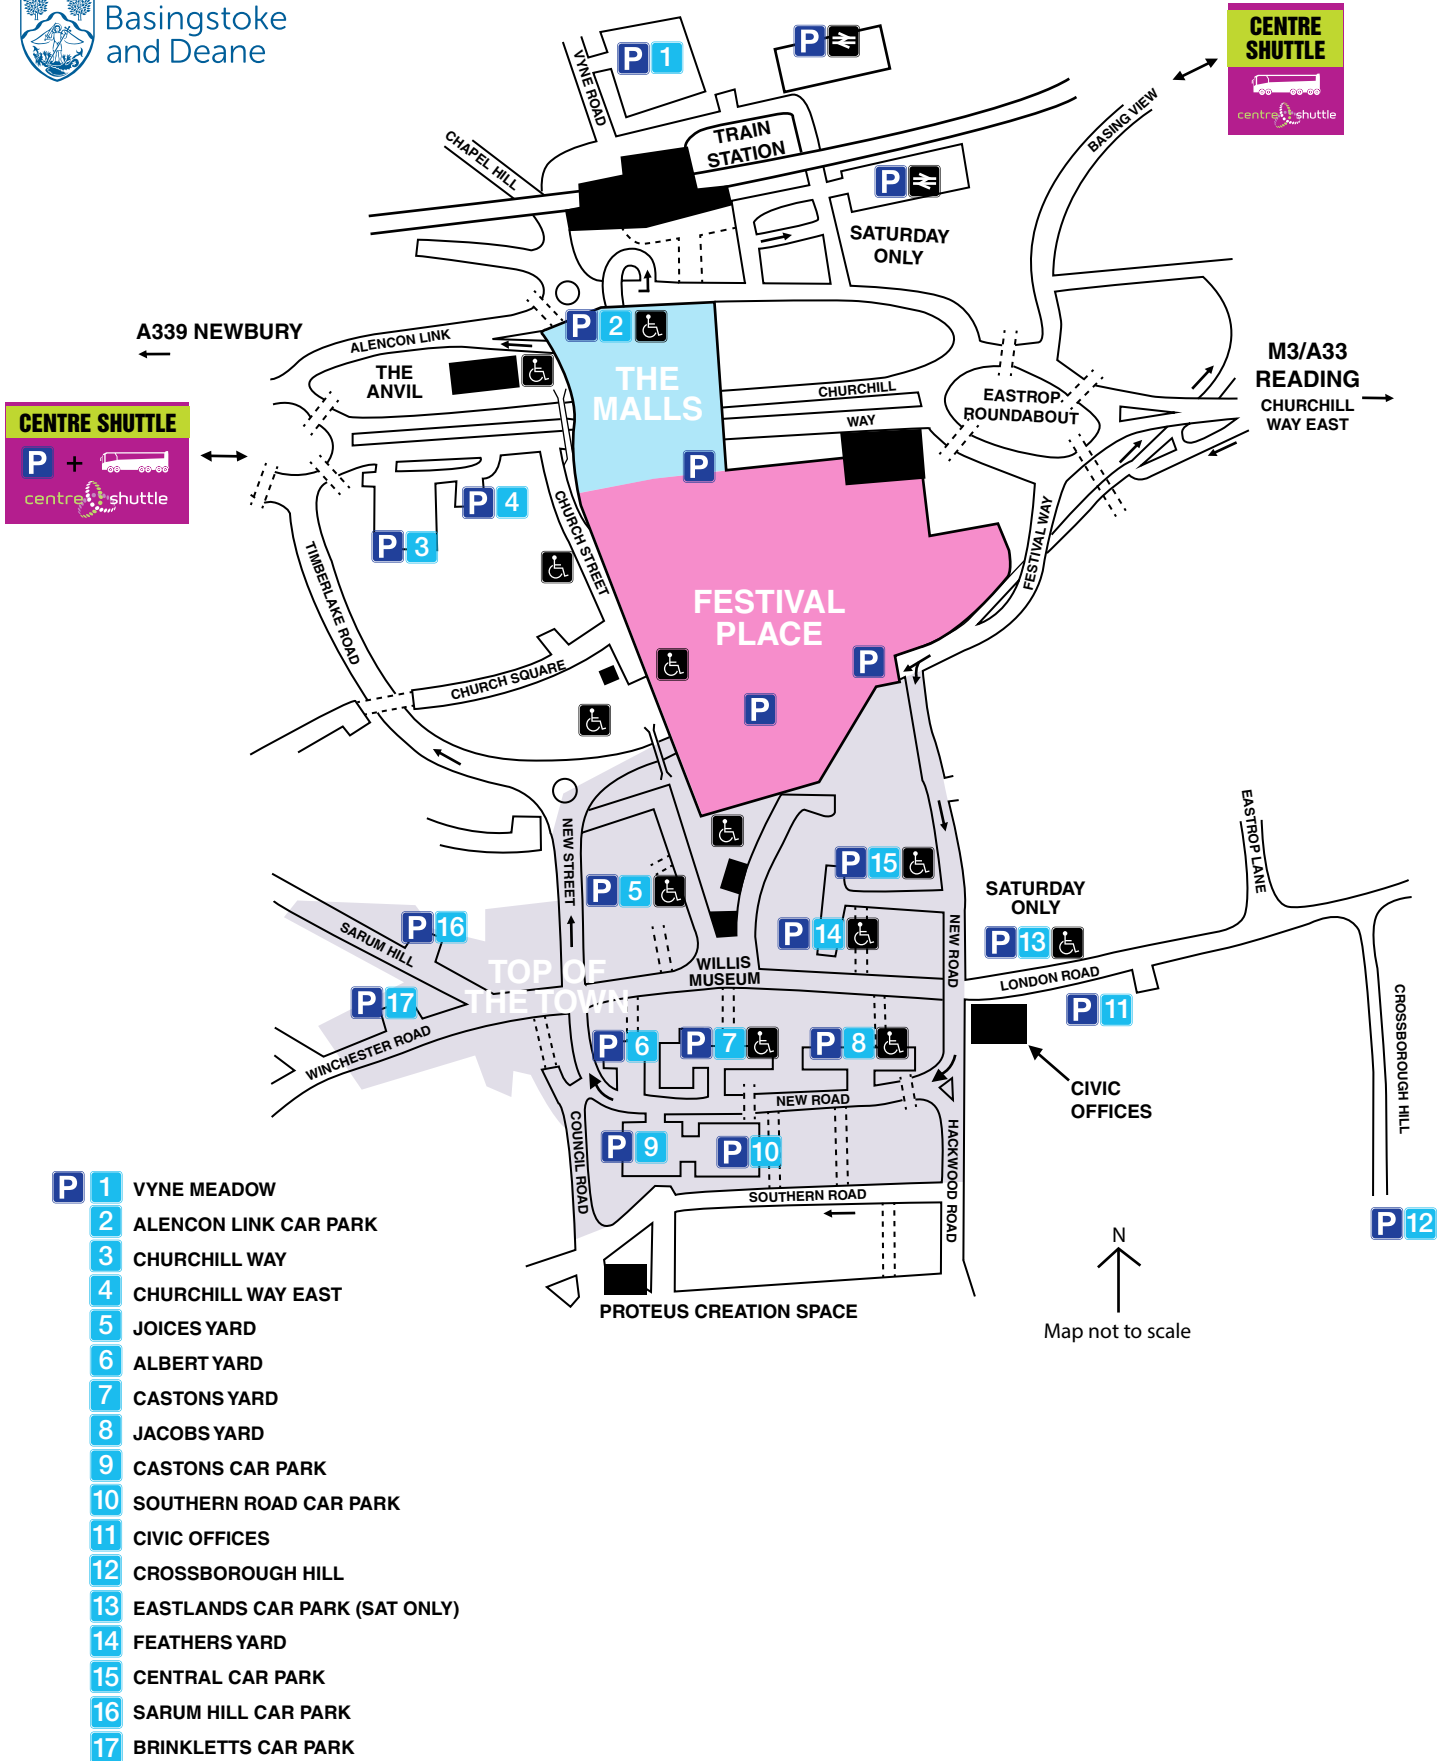 Basingstoke
and Deane
P 1
P
CENTRE
SHUTTLE
centre shuttle
VYNE ROAD
TRAIN
STATION
BASING VIEW
CHAPEL HILL
P
SATURDAY
ONLY
A339 NEWBURY
ALENCON LINK
P 2
THE
ANVIL
THE
MALLS
CHURCHILL
WAY
EASTROP
ROUNDABOUT
M3/A33
READING
CHURCHILL
WAY EAST
CENTRE SHUTTLE
P +
centre shuttle
P
P 4
P 3
CHURCH STREET
FESTIVAL WAY
TIMBERLAKE ROAD
FESTIVAL
PLACE
P
P
CHURCH SQUARE
NEW STREET
EASTROP LANE
P 15
P 5
SATURDAY
ONLY
P 13
P 14
P 16
SARUM HILL
NEW ROAD
TOP OF
THE TOWN
WILLIS
MUSEUM
LONDON ROAD
P 17
P 11
WINCHESTER ROAD
P 6
P 7
P 8
CROSSBOROUGH HILL
CIVIC
OFFICES
NEW ROAD
COUNCIL ROAD
P 9
P 10
HACKWOOD ROAD
SOUTHERN ROAD
P 12
PROTEUS CREATION SPACE
N
Map not to scale
P 1 VYNE MEADOW
2 ALENCON LINK CAR PARK
3 CHURCHILL WAY
4 CHURCHILL WAY EAST
5 JOICES YARD
6 ALBERT YARD
7 CASTONS YARD
8 JACOBS YARD
9 CASTONS CAR PARK
10 SOUTHERN ROAD CAR PARK
11 CIVIC OFFICES
12 CROSSBOROUGH HILL
13 EASTLANDS CAR PARK (SAT ONLY)
14 FEATHERS YARD
15 CENTRAL CAR PARK
16 SARUM HILL CAR PARK
17 BRINKLETTS CAR PARK